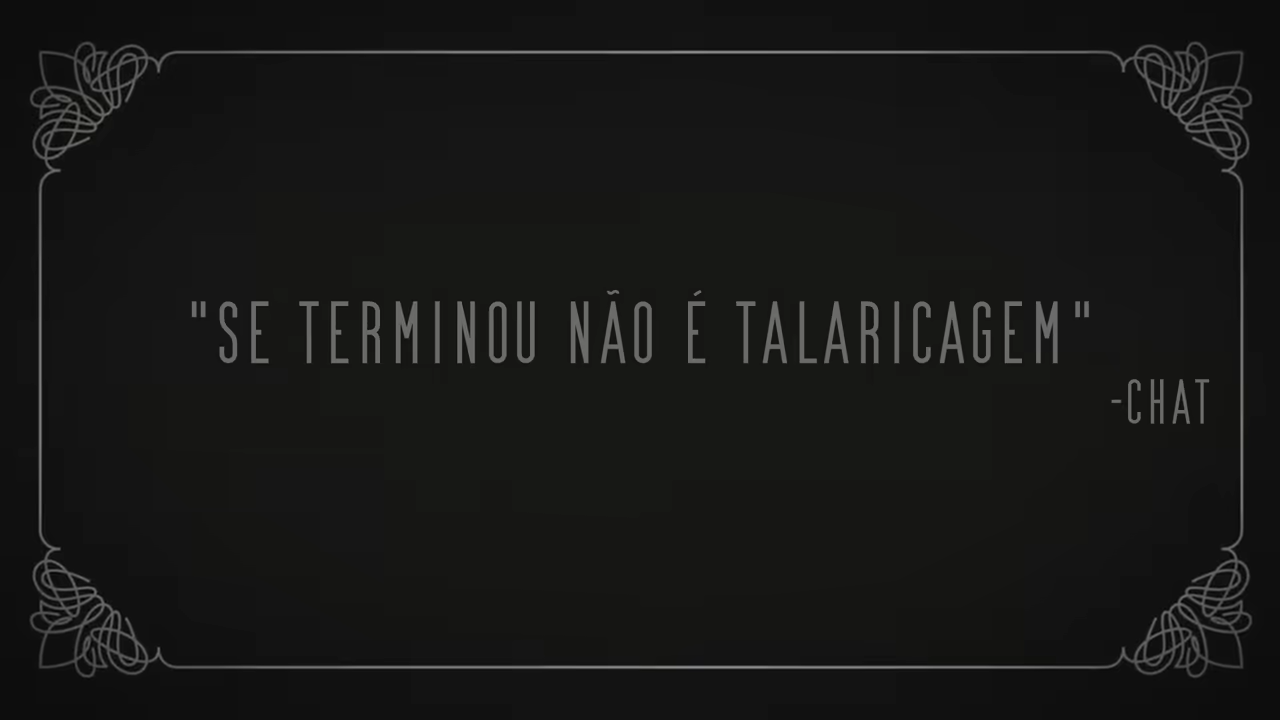 "SE TERMINOU NÃO É TALARICAGEM"
-CHAT